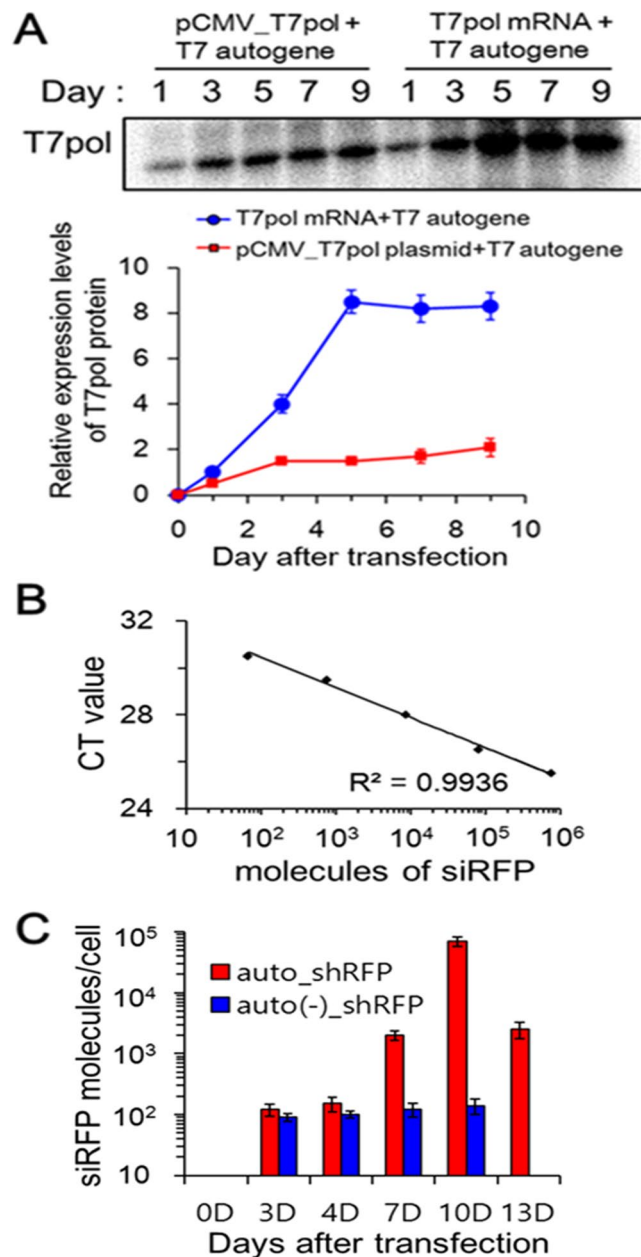 A
pCMV_T7pol + T7pol mRNA +
T7 autogene T7 autogene
Day : 1 3 5 7 9 1 3 5 7 9
T7pol
T7pol mRNA+T7 autogene
pCMV_T7pol plasmid+T7 autogene
Relative expression levels
of T7pol protein
10
8
6
4
2
0
0 2 4 6 8 10
Day after transfection
B
CT value
32
28
24
R² = 0.9936
10 10² 10³ 10⁴ 10⁵ 10⁶
molecules of siRFP
C
siRFP molecules/cell
10⁵
10⁴
10³
10²
10
auto_shRFP
auto(-)_shRFP
0D 3D 4D 7D 10D 13D
Days after transfection